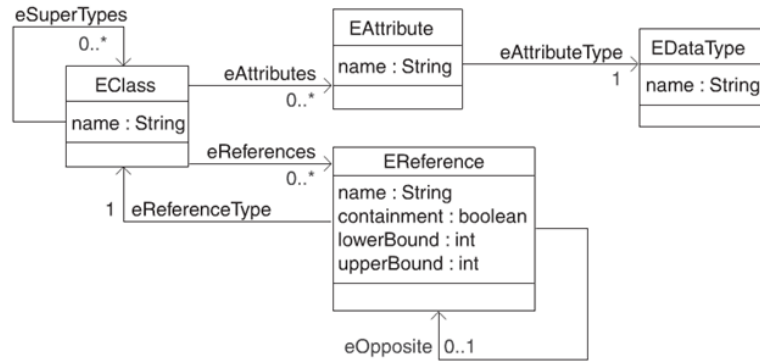 eSuperTypes
0..*
EClass
name : String
eAttributes
0..*
EAttribute
name : String
eAttributeType
1
EDataType
name : String
eReferences
0..*
1
eReferenceType
EReference
name : String
containment : boolean
lowerBound : int
upperBound : int
eOpposite
0..1